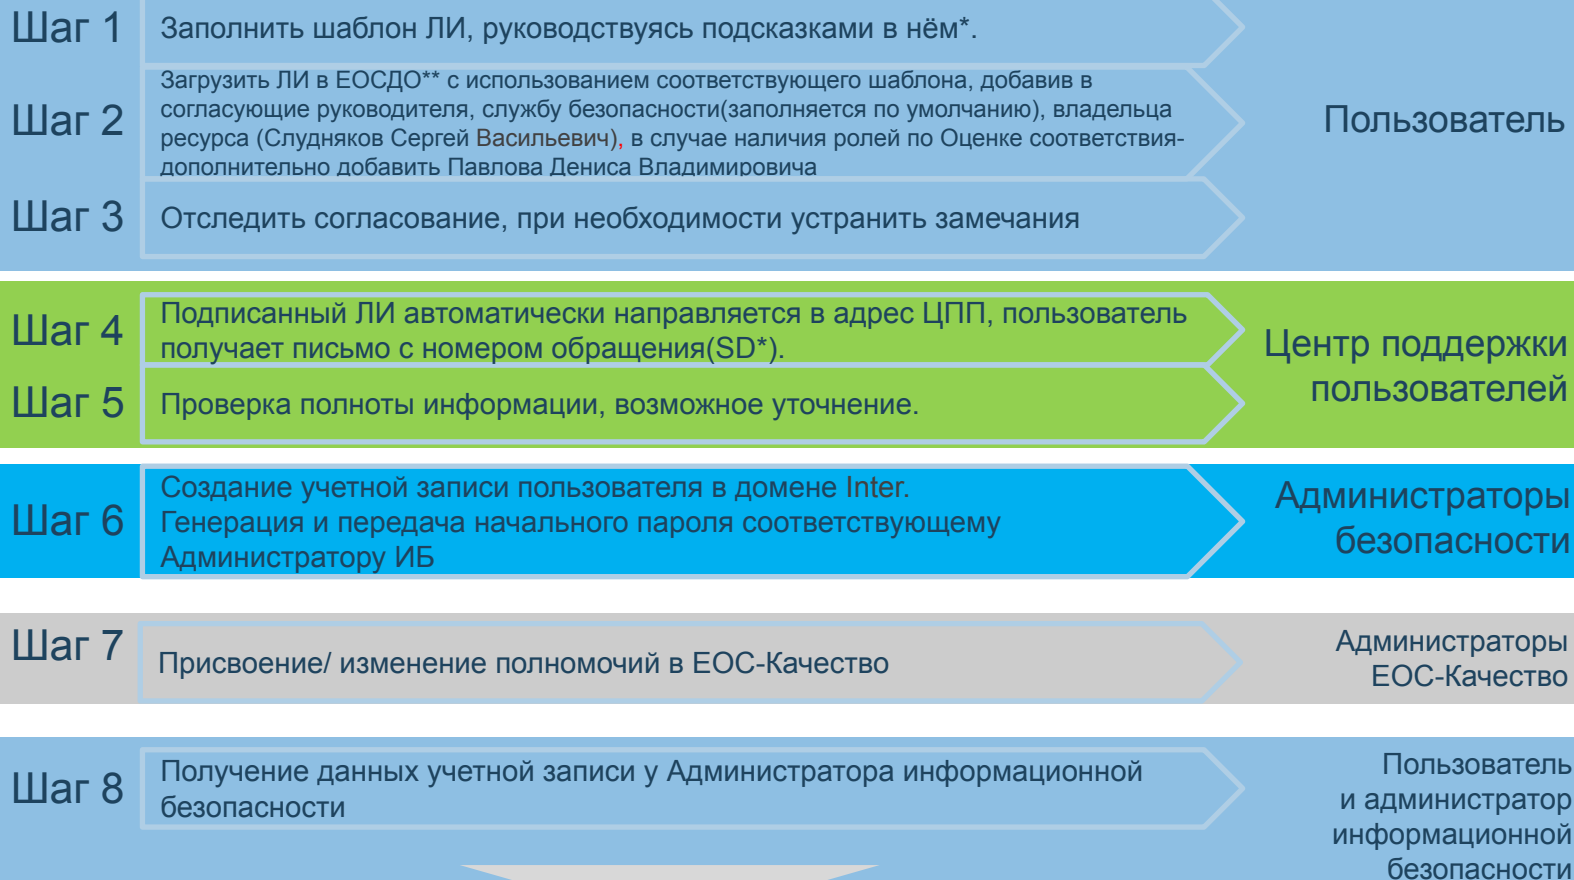 Шаг 1
Заполнить шаблон ЛИ, руководствуясь подсказками в нём*.
Шаг 2
Загрузить ЛИ в ЕОСДО** с использованием соответствующего шаблона, добавив в
согласующие руководителя, службу безопасности(заполняется по умолчанию), владельца
ресурса (Слудняков Сергей Васильевич), в случае наличия ролей по Оценке соответствия-
дополнительно добавить Павлова Дениса Владимировича
Пользователь
Шаг 3
Отследить согласование, при необходимости устранить замечания
Шаг 4
Подписанный ЛИ автоматически направляется в адрес ЦПП, пользователь
получает письмо с номером обращения(SD*).
Центр поддержки
пользователей
Шаг 5
Проверка полноты информации, возможное уточнение.
Шаг 6
Создание учетной записи пользователя в домене Inter.
Генерация и передача начального пароля соответствующему
Администратору ИБ
Администраторы
безопасности
Шаг 7
Присвоение/ изменение полномочий в ЕОС-Качество
Администраторы
ЕОС-Качество
Шаг 8
Получение данных учетной записи у Администратора информационной
безопасности
Пользователь
и администратор
информационной
безопасности